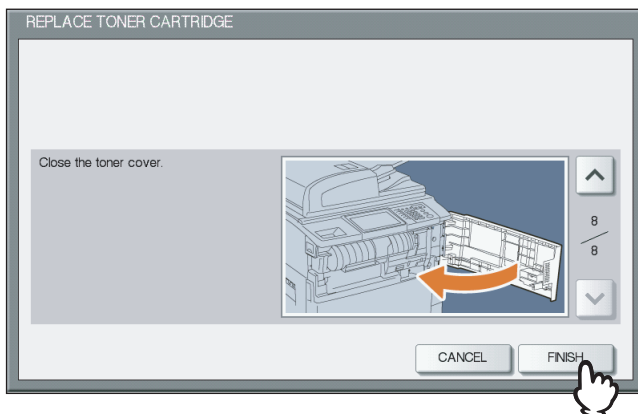 REPLACE TONER CARTRIDGE
Close the toner cover.
8
8
CANCEL
FINISH